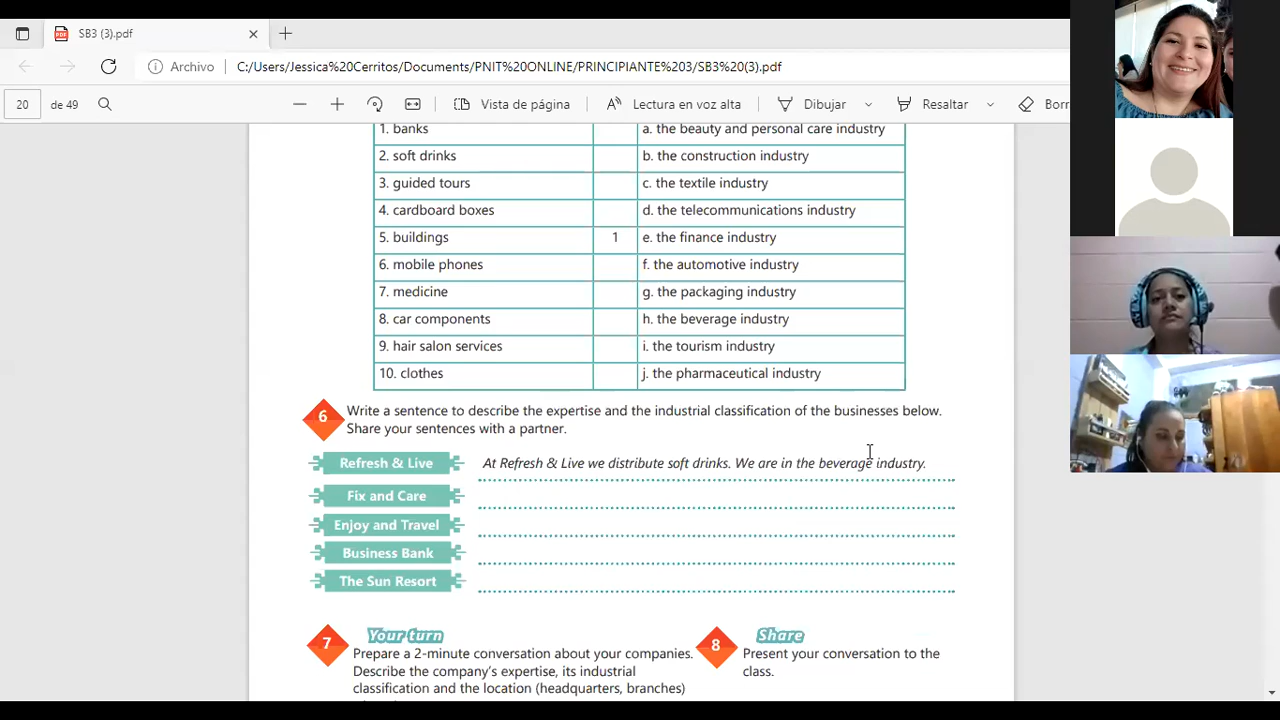 SB3 (3).pdf
Archivo C:/Users/Jessica%20Cerritos/Documents/PNIT%20ONLINE/PRINCIPIANTE%203/SB3%20(3).pdf
20 de 49 Vista de página Lectura en voz alta Dibujar Resaltar Borr
1. banks a. the beauty and personal care industry
2. soft drinks b. the construction industry
3. guided tours c. the textile industry
4. cardboard boxes d. the telecommunications industry
5. buildings 1 e. the finance industry
6. mobile phones f. the automotive industry
7. medicine g. the packaging industry
8. car components h. the beverage industry
9. hair salon services i. the tourism industry
10. clothes j. the pharmaceutical industry
6 Write a sentence to describe the expertise and the industrial classification of the businesses below.
Share your sentences with a partner.
Refresh & Live At Refresh & Live we distribute soft drinks. We are in the beverage industry.
Fix and Care
Enjoy and Travel
Business Bank
The Sun Resort
7 Your turn
Prepare a 2-minute conversation about your companies.
Describe the company's expertise, its industrial
classification and the location (headquarters, branches)
8 Share
Present your conversation to the
class.